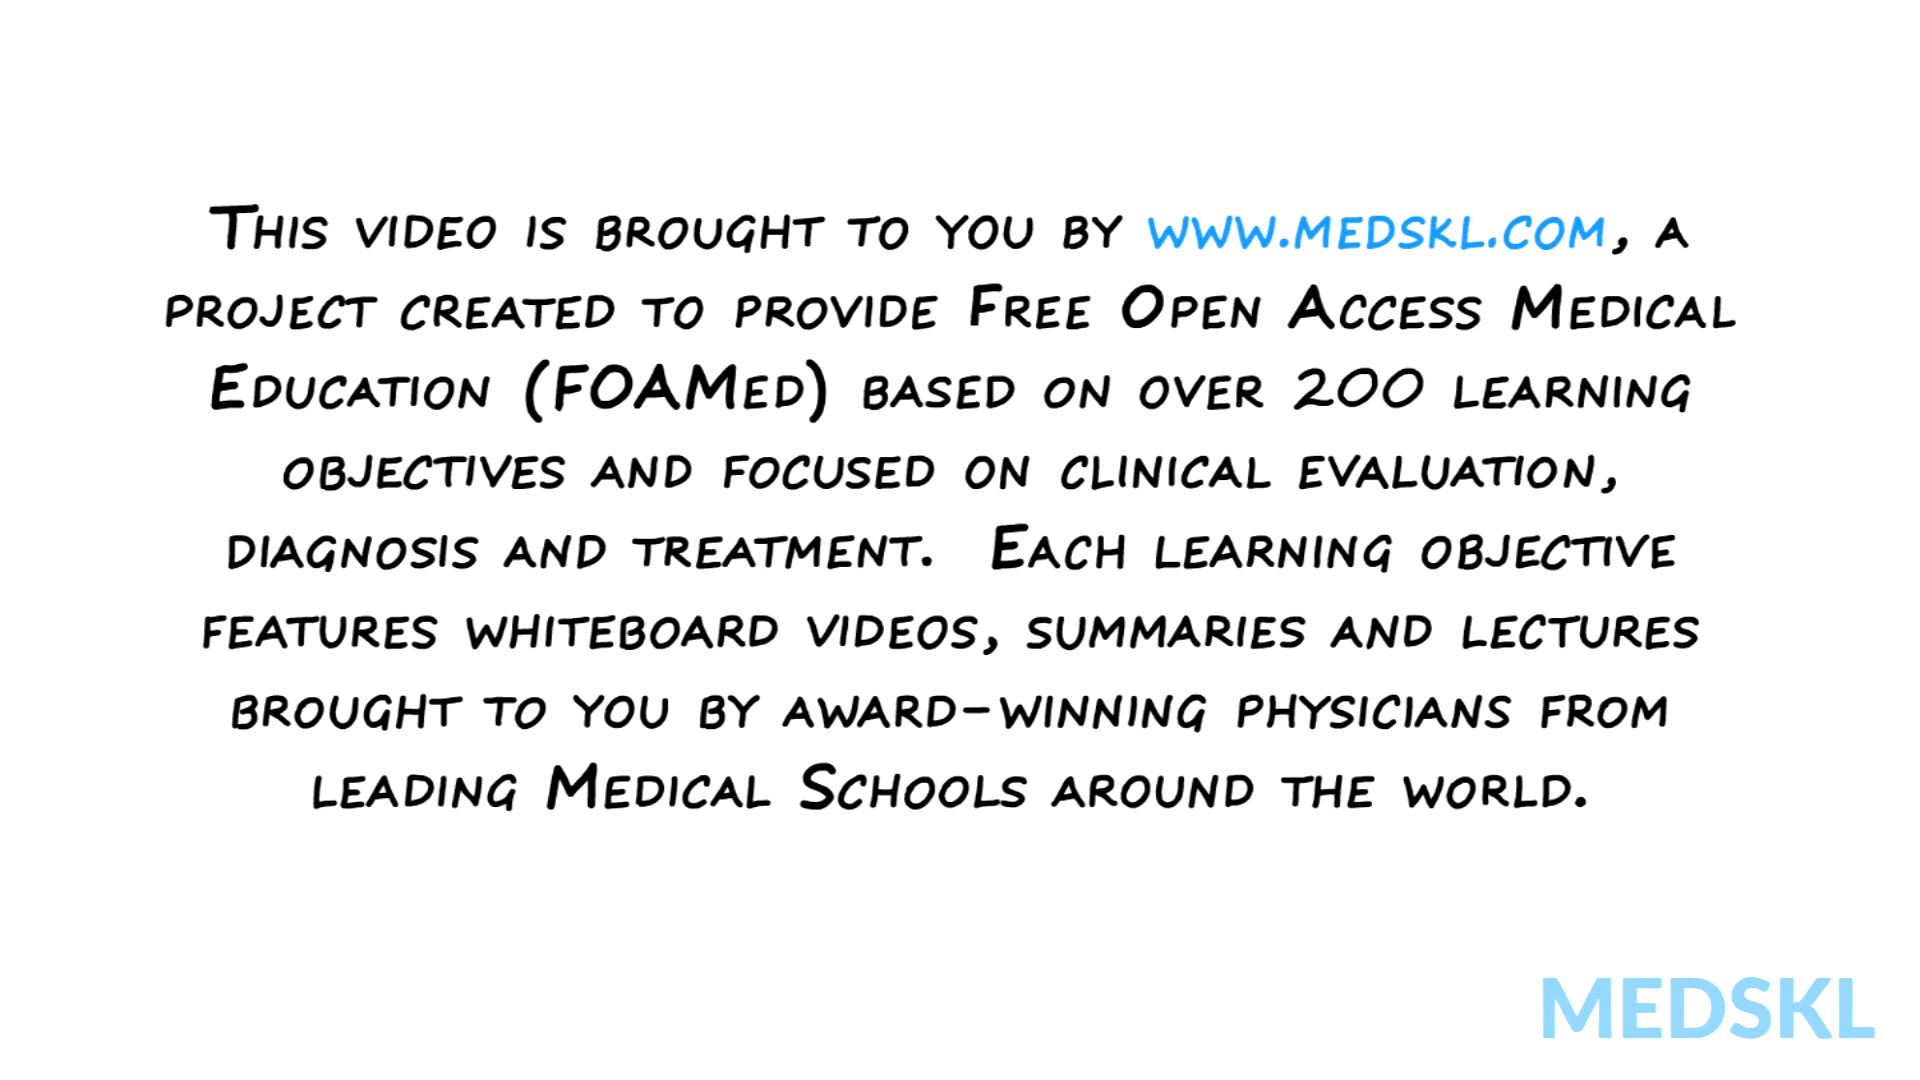 This video is brought to you by www.medskl.com, a
project created to provide Free Open Access Medical
Education (FOAMed) based on over 200 learning
objectives and focused on clinical evaluation,
diagnosis and treatment.  Each learning objective
features whiteboard videos, summaries and lectures
brought to you by award-winning physicians from
leading Medical Schools around the world.
MEDSKL